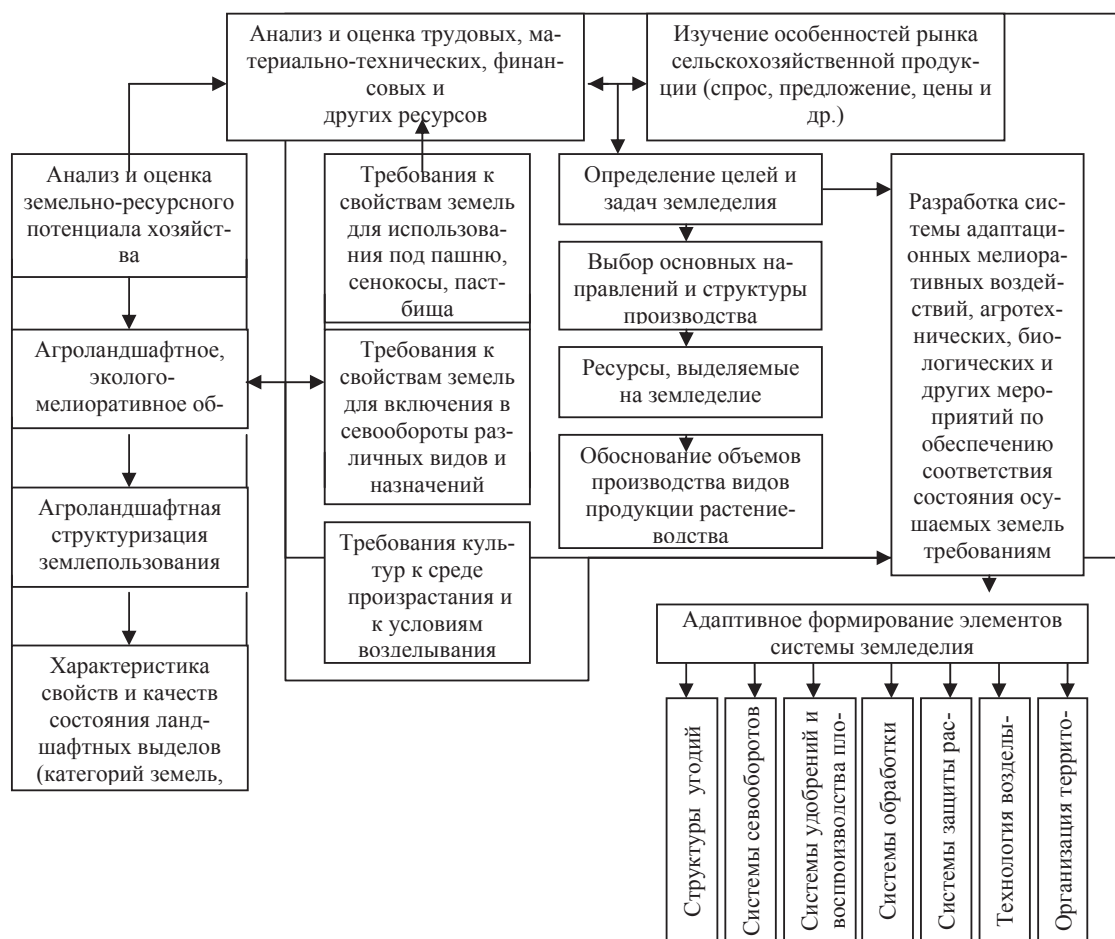 Анализ и оценка трудовых, ма-
териально-технических, финан-
совых и
других ресурсов
Изучение особенностей рынка
сельскохозяйственной продук-
ции (спрос, предложение, цены и
др.)
Анализ и оценка
земельно-ресурсного
потенциала хозяйст-
ва
Требования к
свойствам земель
для использова-
ния под пашню,
сенокосы, паст-
бища
Определение целей и
задач земледелия
Разработка сис-
темы адаптаци-
онных мелиора-
тивных воздей-
ствий, агротех-
нических, био-
логических и
других меро-
приятий по
обеспечению
соответствия
состояния осу-
шаемых земель
требованиям
Выбор основных на-
правлений и структуры
производства
Агроландшафтное,
эколого-
мелиоративное об-
Требования к
свойствам земель
для включения в
севообороты раз-
личных видов и
назначений
Ресурсы, выделяемые
на земледелие
Обоснование объемов
производства видов
продукции растение-
водства
Агроландшафтная
структуризация
землепользования
Требования куль-
тур к среде
произрастания и
к условиям
возделывания
Характеристика
свойств и качеств
состояния ланд-
шафтных выделов
(категорий земель,
Адаптивное формирование элементов
системы земледелия
Структуры угодий
Системы севооборотов
Системы удобрений и
воспроизводства пло-
Системы обработки
Системы защиты рас-
Технология возделы-
Организация террито-